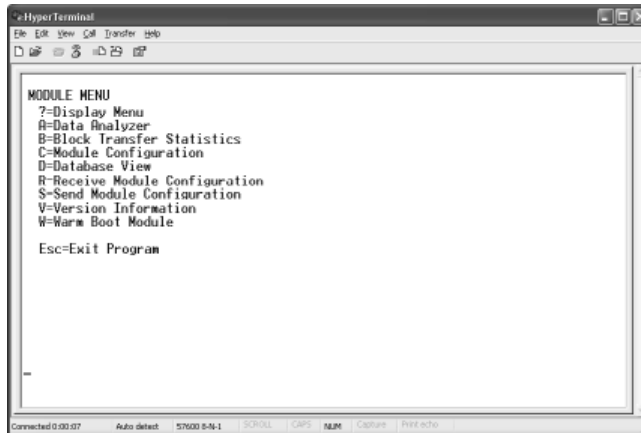 HyperTerminal
File Edit View Call Transfer Help
MODULE MENU
?=Display Menu
A=Data Analyzer
B=Block Transfer Statistics
C=Module Configuration
D=Database View
R=Receive Module Configuration
S=Send Module Configuration
V=Version Information
W=Warm Boot Module
Esc=Exit Program
Connected 0:00:07 Auto detect 57600 8-N-1 SCROLL CAPS NUM Capture Print echo